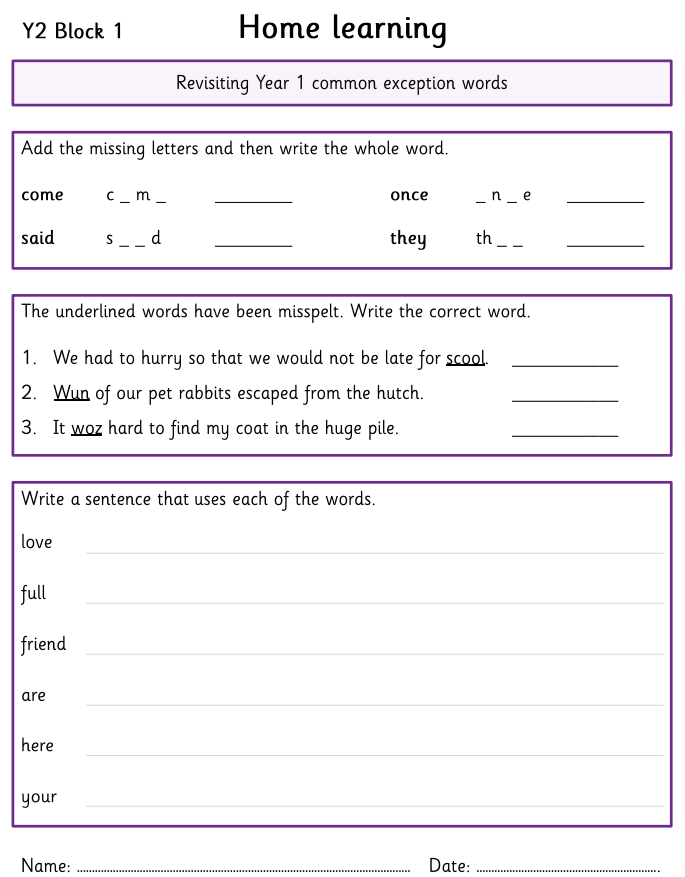 Y2 Block 1 Home learning
Revisiting Year 1 common exception words
Add the missing letters and then write the whole word.
come c _ m _ ________ once _ n _ e ________
said s _ _ d ________ they th _ _ ________
The underlined words have been misspelt. Write the correct word.
1. We had to hurry so that we would not be late for scool. ___________
2. Wun of our pet rabbits escaped from the hutch. ___________
3. It woz hard to find my coat in the huge pile. ___________
Write a sentence that uses each of the words.
love
full
friend
are
here
your
Name: ........................................ Date: ........................................